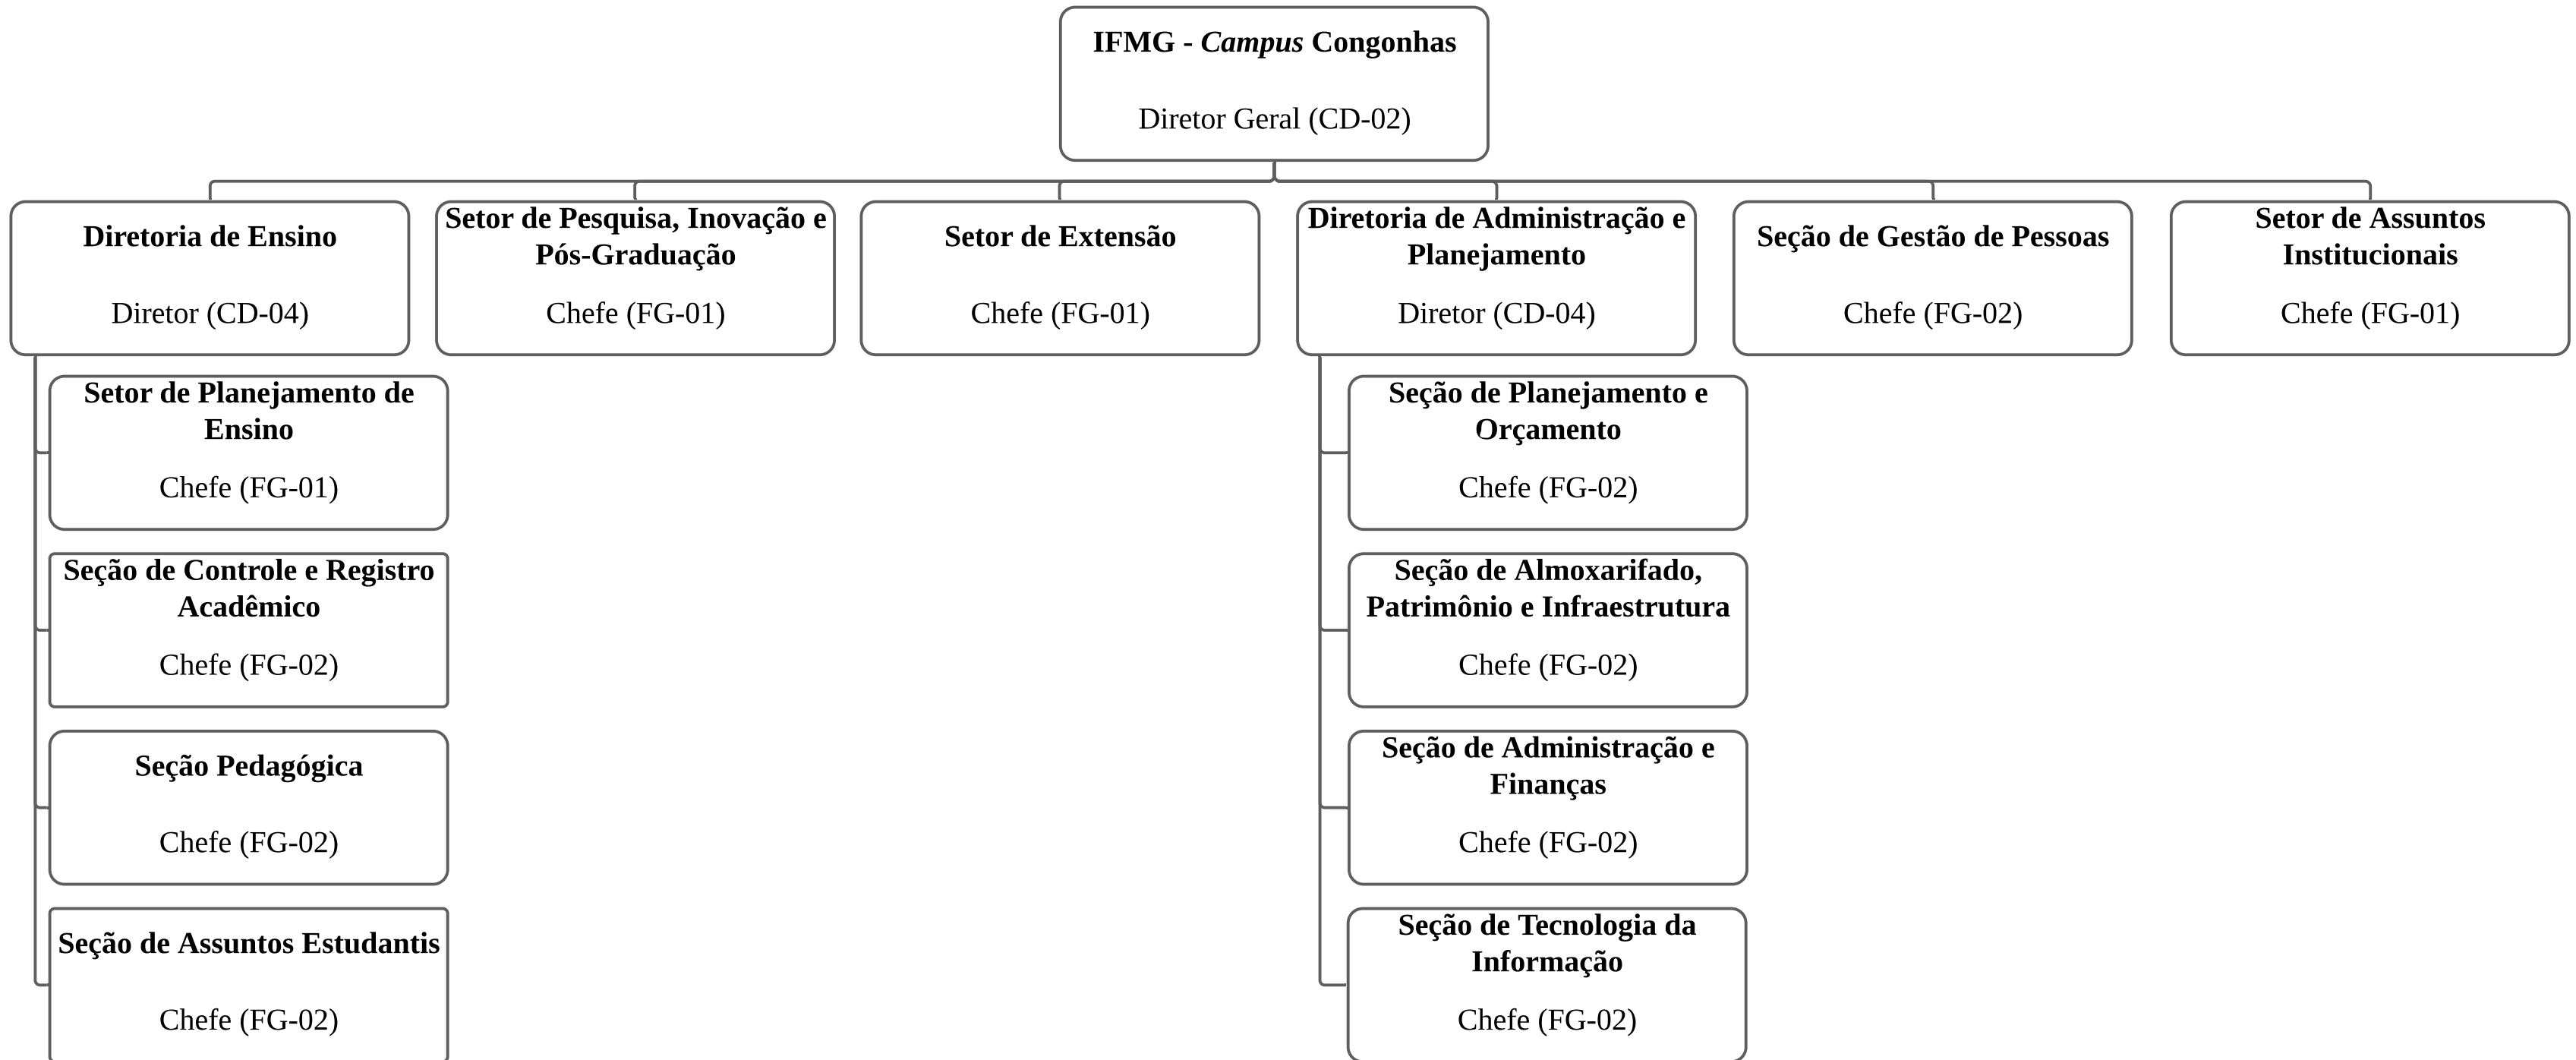 IFMG - Campus Congonhas
Diretor Geral (CD-02)
Diretoria de Ensino
Diretor (CD-04)
Setor de Pesquisa, Inovação e
Pós-Graduação
Chefe (FG-01)
Setor de Extensão
Chefe (FG-01)
Diretoria de Administração e
Planejamento
Diretor (CD-04)
Seção de Gestão de Pessoas
Chefe (FG-02)
Setor de Assuntos
Institucionais
Chefe (FG-01)
Setor de Planejamento de
Ensino
Chefe (FG-01)
Seção de Controle e Registro
Acadêmico
Chefe (FG-02)
Seção Pedagógica
Chefe (FG-02)
Seção de Assuntos Estudantis
Chefe (FG-02)
Seção de Planejamento e
Orçamento
Chefe (FG-02)
Seção de Almoxarifado,
Patrimônio e Infraestrutura
Chefe (FG-02)
Seção de Administração e
Finanças
Chefe (FG-02)
Seção de Tecnologia da
Informação
Chefe (FG-02)